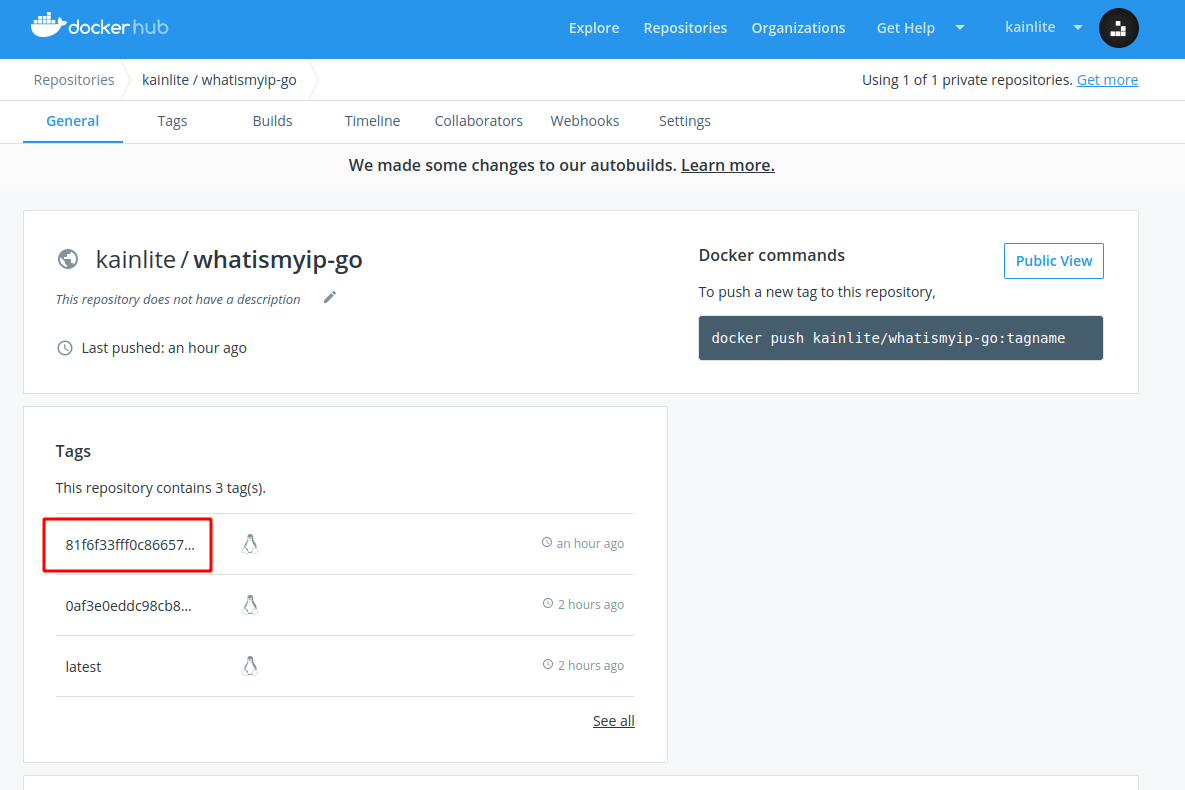 docker hub
Explore Repositories Organizations Get Help kainlite
Repositories kainlite / whatismyip-go Using 1 of 1 private repositories. Get more
General Tags Builds Timeline Collaborators Webhooks Settings
We made some changes to our autobuilds. Learn more.
kainlite / whatismyip-go
This repository does not have a description
Last pushed: an hour ago
Docker commands
Public View
To push a new tag to this repository,
docker push kainlite/whatismyip-go:tagname
Tags
This repository contains 3 tag(s).
81f6f33fff0c86657... an hour ago
0af3e0eddc98cb8... 2 hours ago
latest 2 hours ago
See all